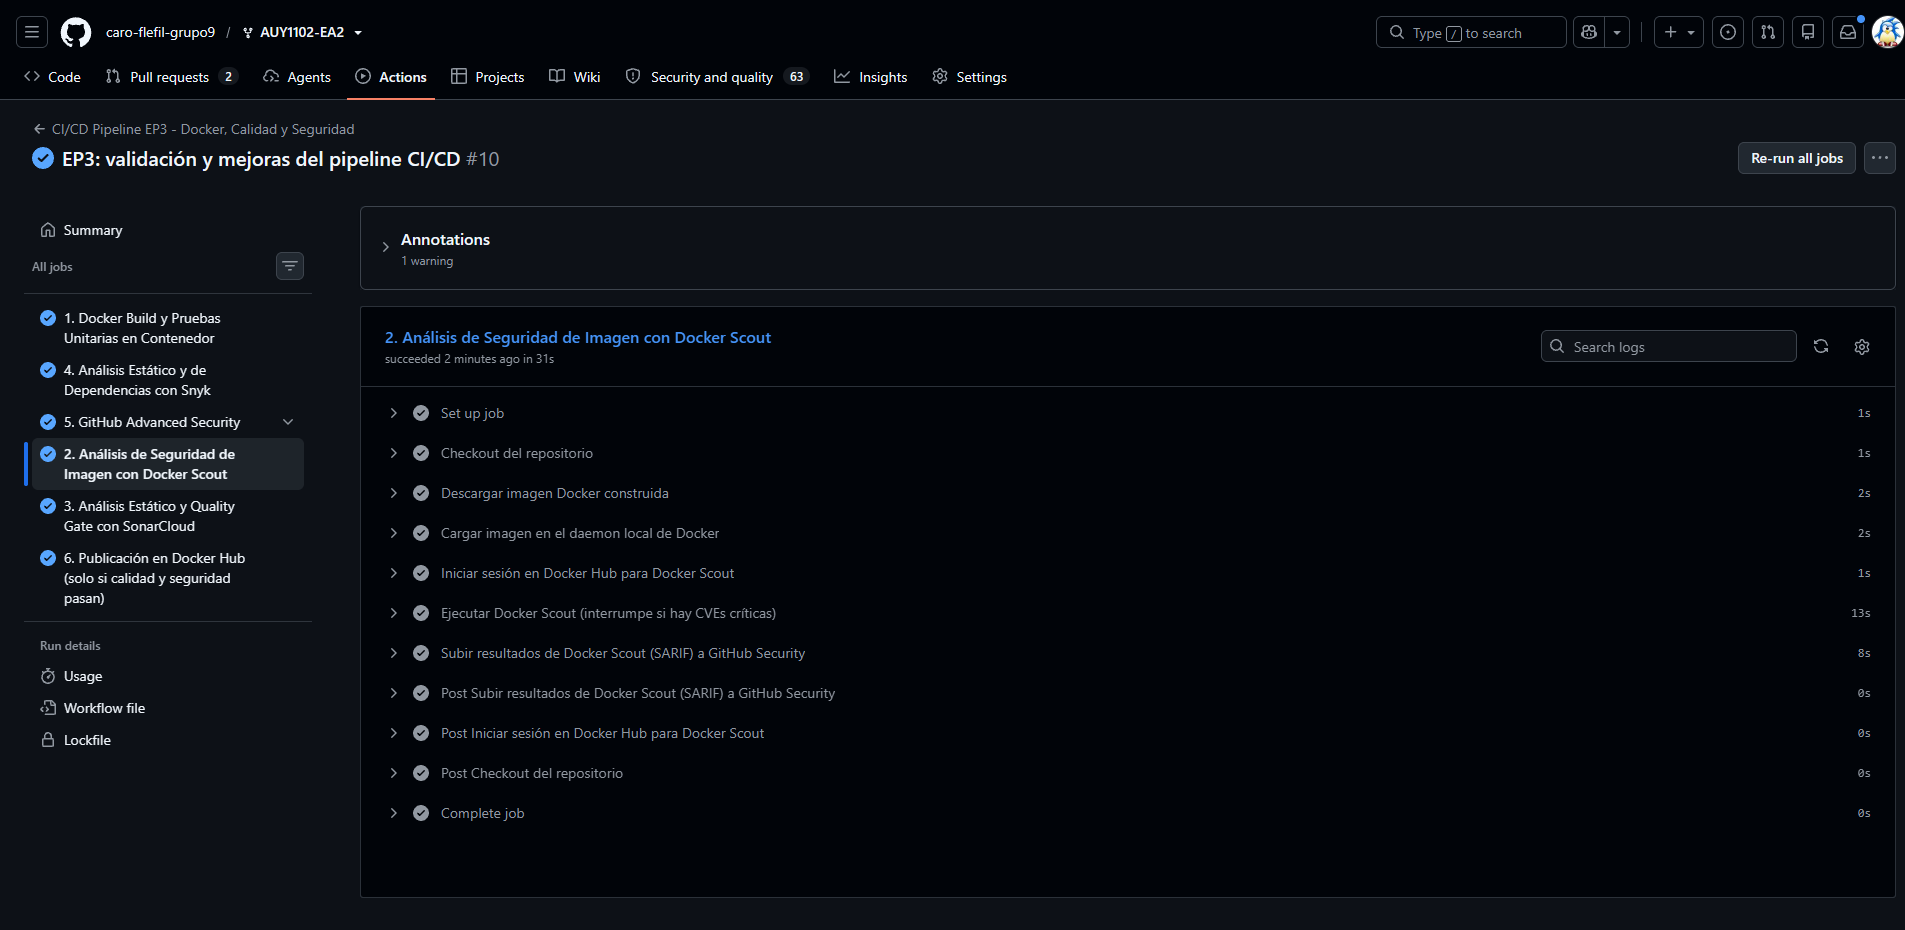 caro-flefil-grupo9 / AUY1102-EA2
Type / to search
Code
Pull requests 2
Agents
Actions
Projects
Wiki
Security and quality 63
Insights
Settings
CI/CD Pipeline EP3 - Docker, Calidad y Seguridad
EP3: validación y mejoras del pipeline CI/CD #10
Re-run all jobs
Summary
All jobs
1. Docker Build y Pruebas
Unitarias en Contenedor
4. Análisis Estático y de
Dependencias con Snyk
5. GitHub Advanced Security
2. Análisis de Seguridad de
Imagen con Docker Scout
3. Análisis Estático y Quality
Gate con SonarCloud
6. Publicación en Docker Hub
(solo si calidad y seguridad
pasan)
Run details
Usage
Workflow file
Lockfile
Annotations
1 warning
2. Análisis de Seguridad de Imagen con Docker Scout
succeeded 2 minutes ago in 31s
Search logs
Set up job 1s
Checkout del repositorio 1s
Descargar imagen Docker construida 2s
Cargar imagen en el daemon local de Docker 2s
Iniciar sesión en Docker Hub para Docker Scout 1s
Ejecutar Docker Scout (interrumpe si hay CVEs críticas) 13s
Subir resultados de Docker Scout (SARIF) a GitHub Security 8s
Post Subir resultados de Docker Scout (SARIF) a GitHub Security 0s
Post Iniciar sesión en Docker Hub para Docker Scout 0s
Post Checkout del repositorio 0s
Complete job 0s